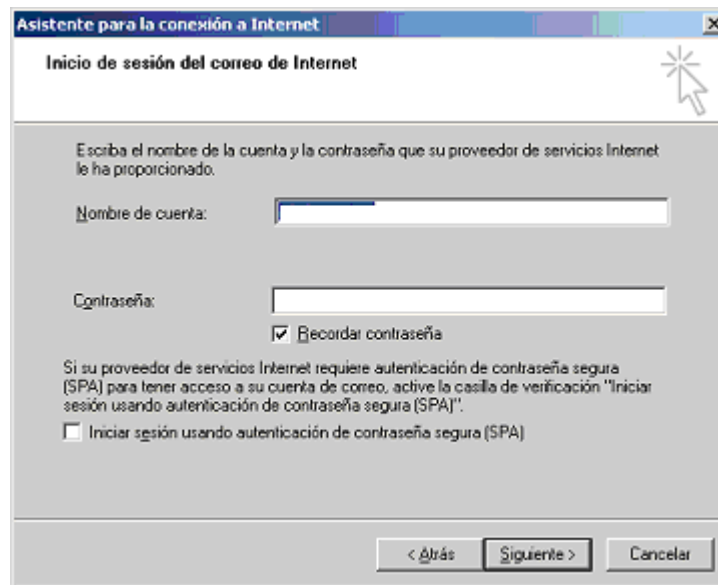 Asistente para la conexión a Internet
Inicio de sesión del correo de Internet
Escriba el nombre de la cuenta y la contraseña que su proveedor de servicios Internet
le ha proporcionado.
Nombre de cuenta:
Contraseña:
Recordar contraseña
Si su proveedor de servicios Internet requiere autenticación de contraseña segura
(SPA) para tener acceso a su cuenta de correo, active la casilla de verificación "Iniciar
sesión usando autenticación de contraseña segura (SPA)".
Iniciar sesión usando autenticación de contraseña segura (SPA)
< Atrás Siguiente > Cancelar